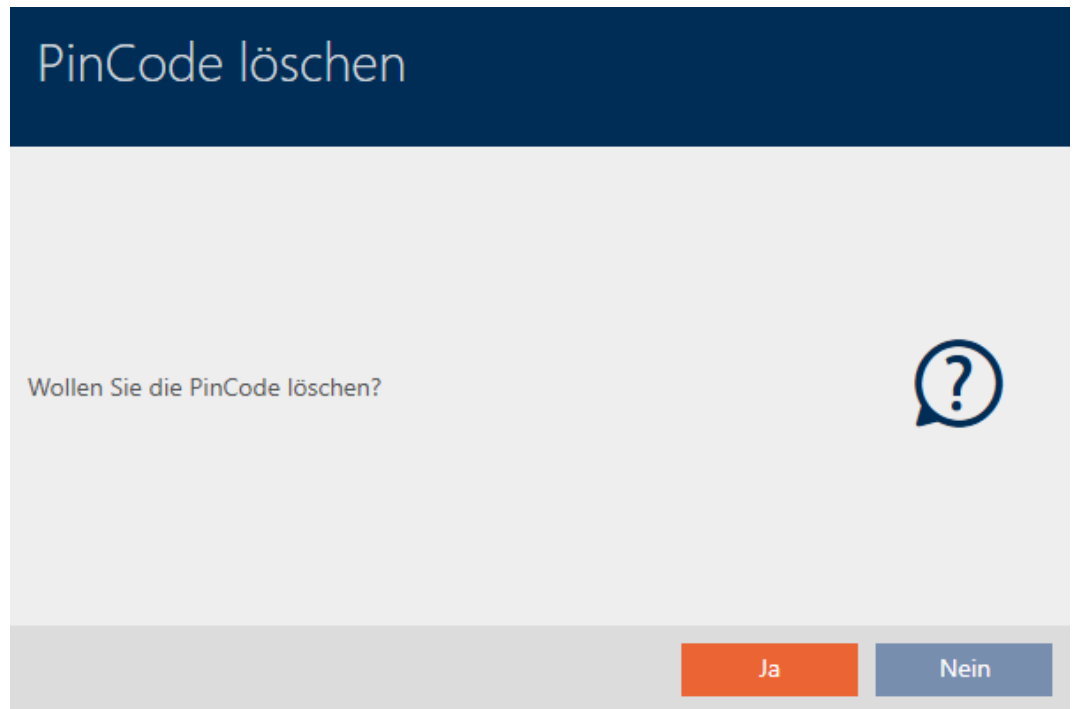 PinCode löschen
Wollen Sie die PinCode löschen?
?
Ja
Nein